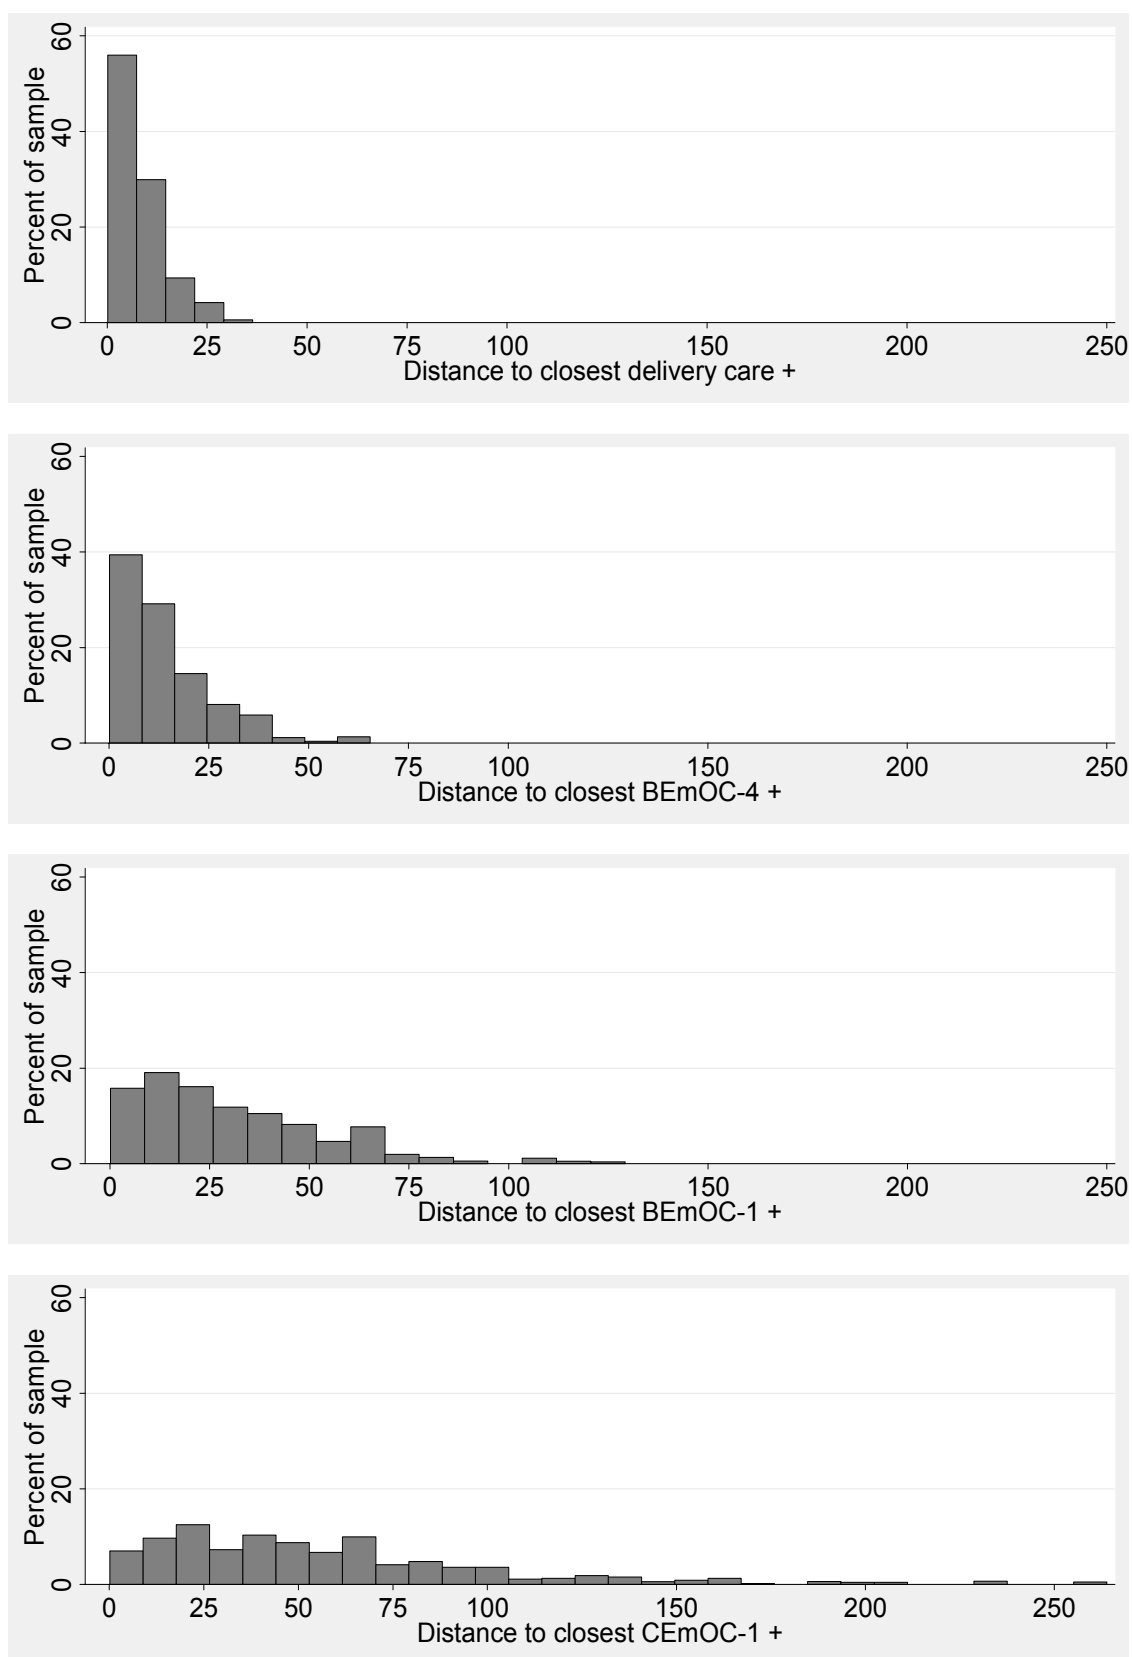 Percent of sample
60
40
20
0
0 25 50 75 100 150 200 250
Distance to closest delivery care +
Percent of sample
60
40
20
0
0 25 50 75 100 150 200 250
Distance to closest BEmOC-4 +
Percent of sample
60
40
20
0
0 25 50 75 100 150 200 250
Distance to closest BEmOC-1 +
Percent of sample
60
40
20
0
0 25 50 75 100 150 200 250
Distance to closest CEmOC-1 +